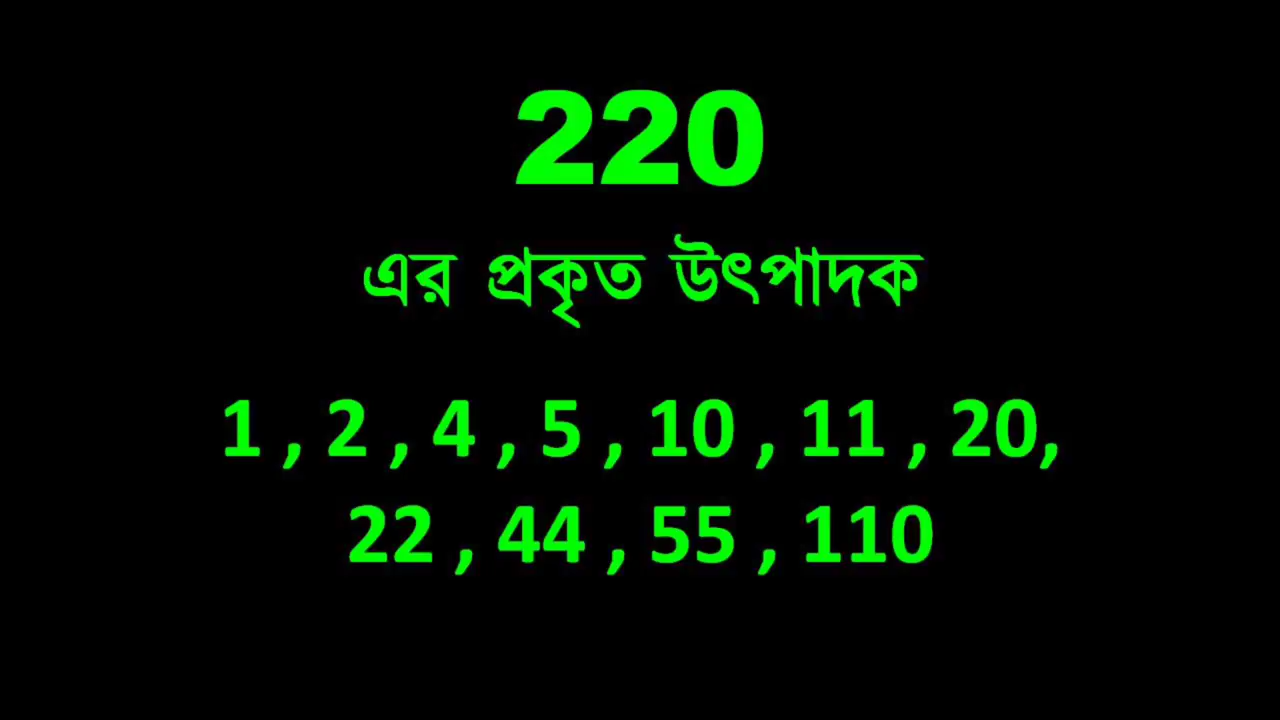 220
এর প্রকৃত উৎপাদক
1 , 2 , 4 , 5 , 10 , 11 , 20,
22 , 44 , 55 , 110